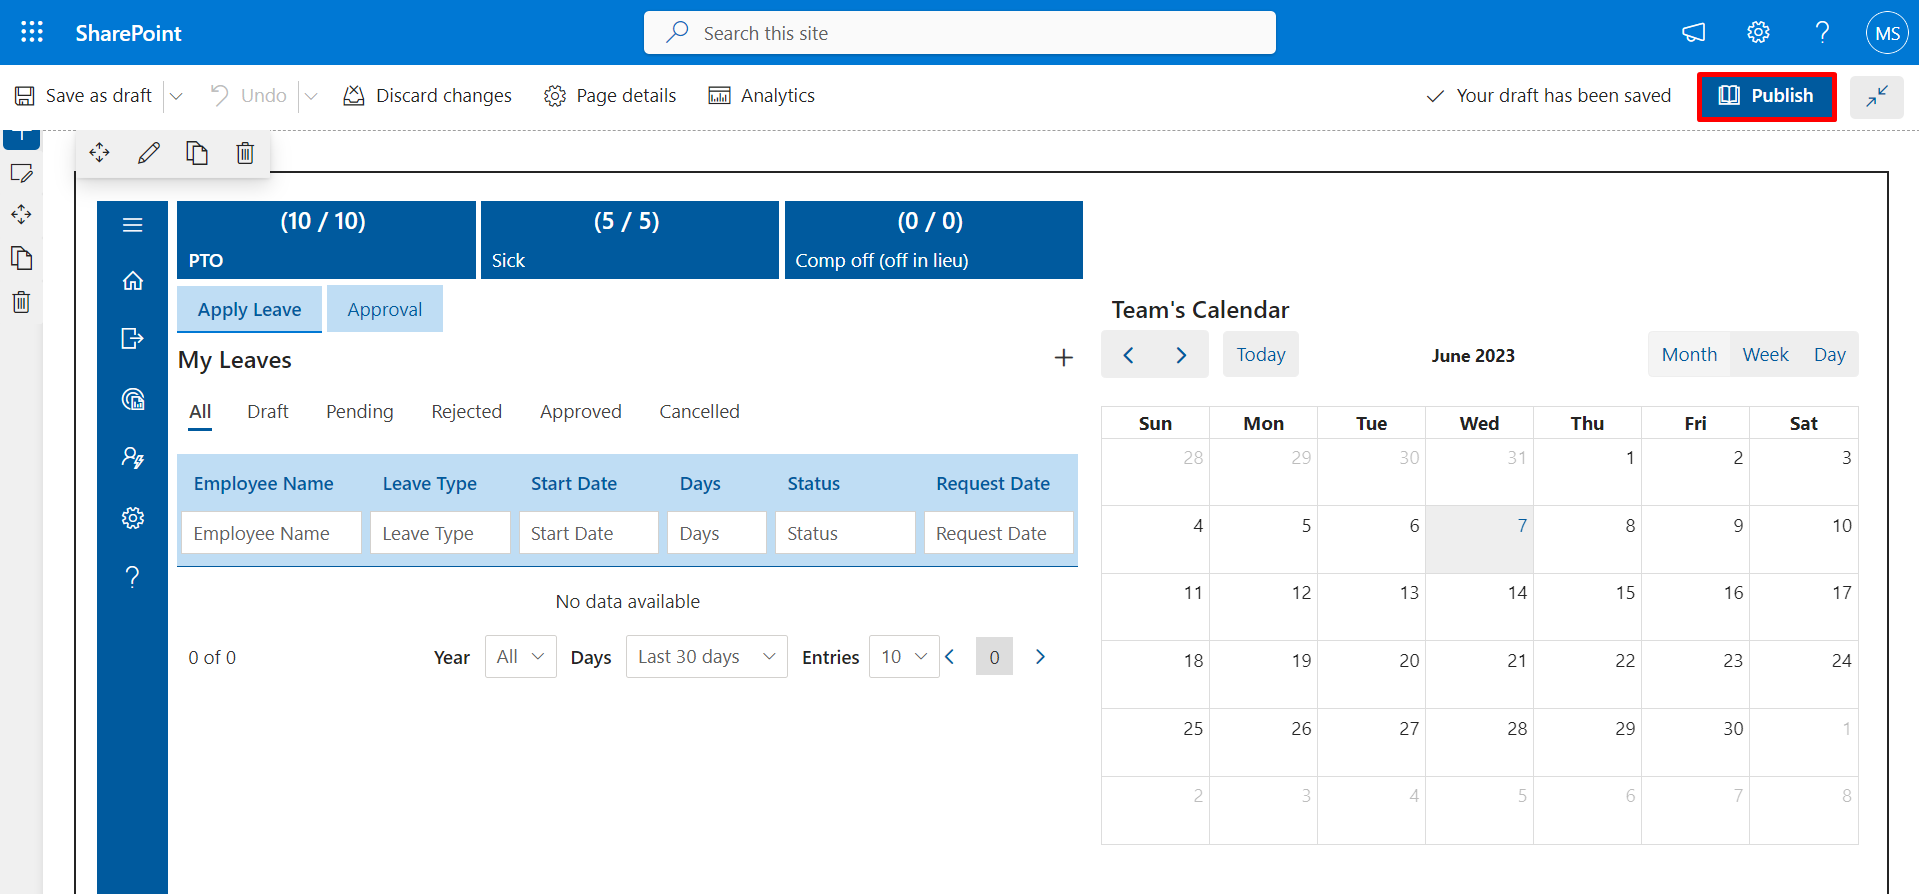 SharePoint
Search this site
MS
Save as draft
Undo
Discard changes
Page details
Analytics
Your draft has been saved
Publish
(10 / 10)
PTO
(5 / 5)
Sick
(0 / 0)
Comp off (off in lieu)
Apply Leave
Approval
My Leaves
All Draft Pending Rejected Approved Cancelled
Employee Name Leave Type Start Date Days Status Request Date
Employee Name Leave Type Start Date Days Status Request Date
No data available
0 of 0 Year All Days Last 30 days Entries 10 0
Team's Calendar
Today June 2023 Month Week Day
Sun Mon Tue Wed Thu Fri Sat
28 29 30 31 1 2 3
4 5 6 7 8 9 10
11 12 13 14 15 16 17
18 19 20 21 22 23 24
25 26 27 28 29 30 1
2 3 4 5 6 7 8